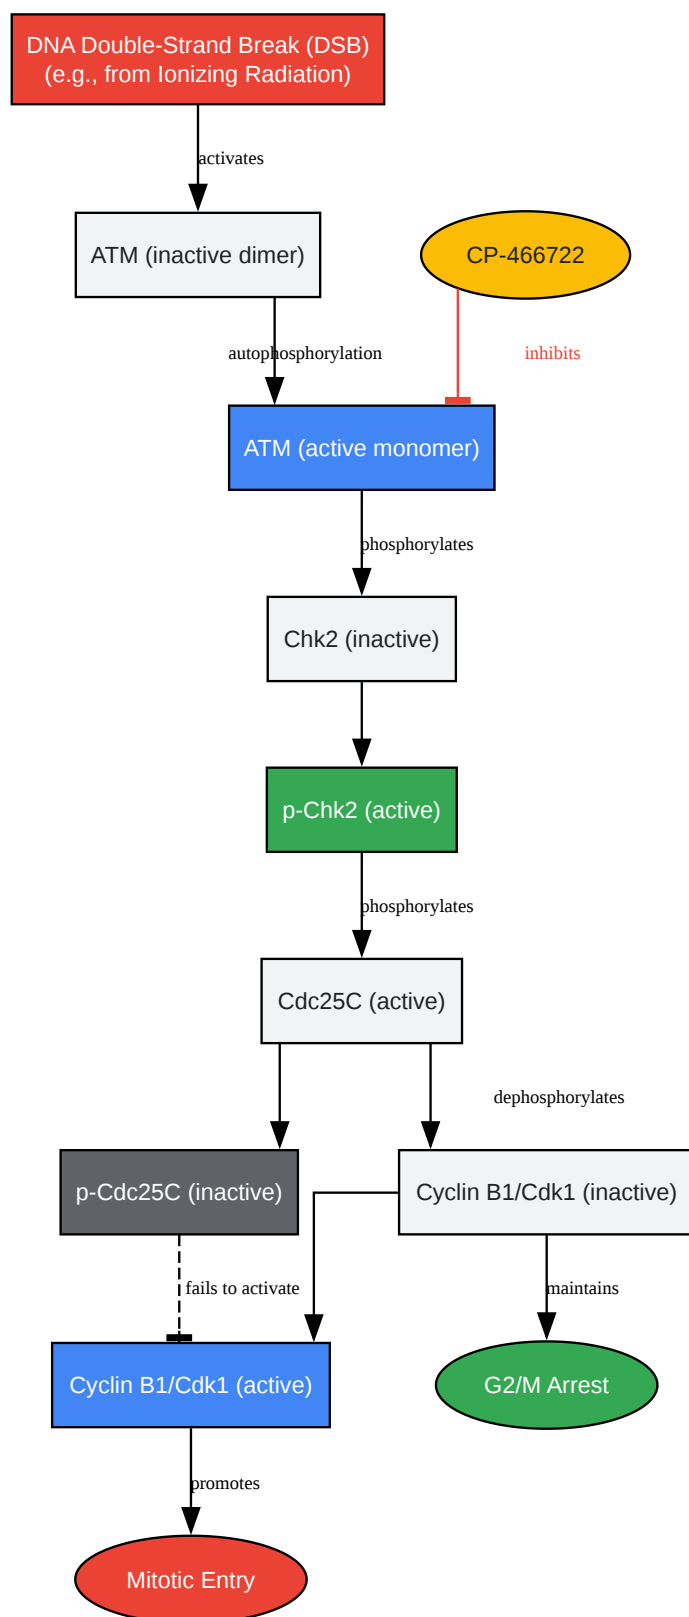 DNA Double-Strand Break (DSB)
(e.g., from Ionizing Radiation)
activates
ATM (inactive dimer)
CP-466722
autophosphorylation
inhibits
ATM (active monomer)
phosphorylates
Chk2 (inactive)
p-Chk2 (active)
phosphorylates
Cdc25C (active)
dephosphorylates
p-Cdc25C (inactive)
Cyclin B1/Cdk1 (inactive)
fails to activate
maintains
Cyclin B1/Cdk1 (active)
G2/M Arrest
promotes
Mitotic Entry